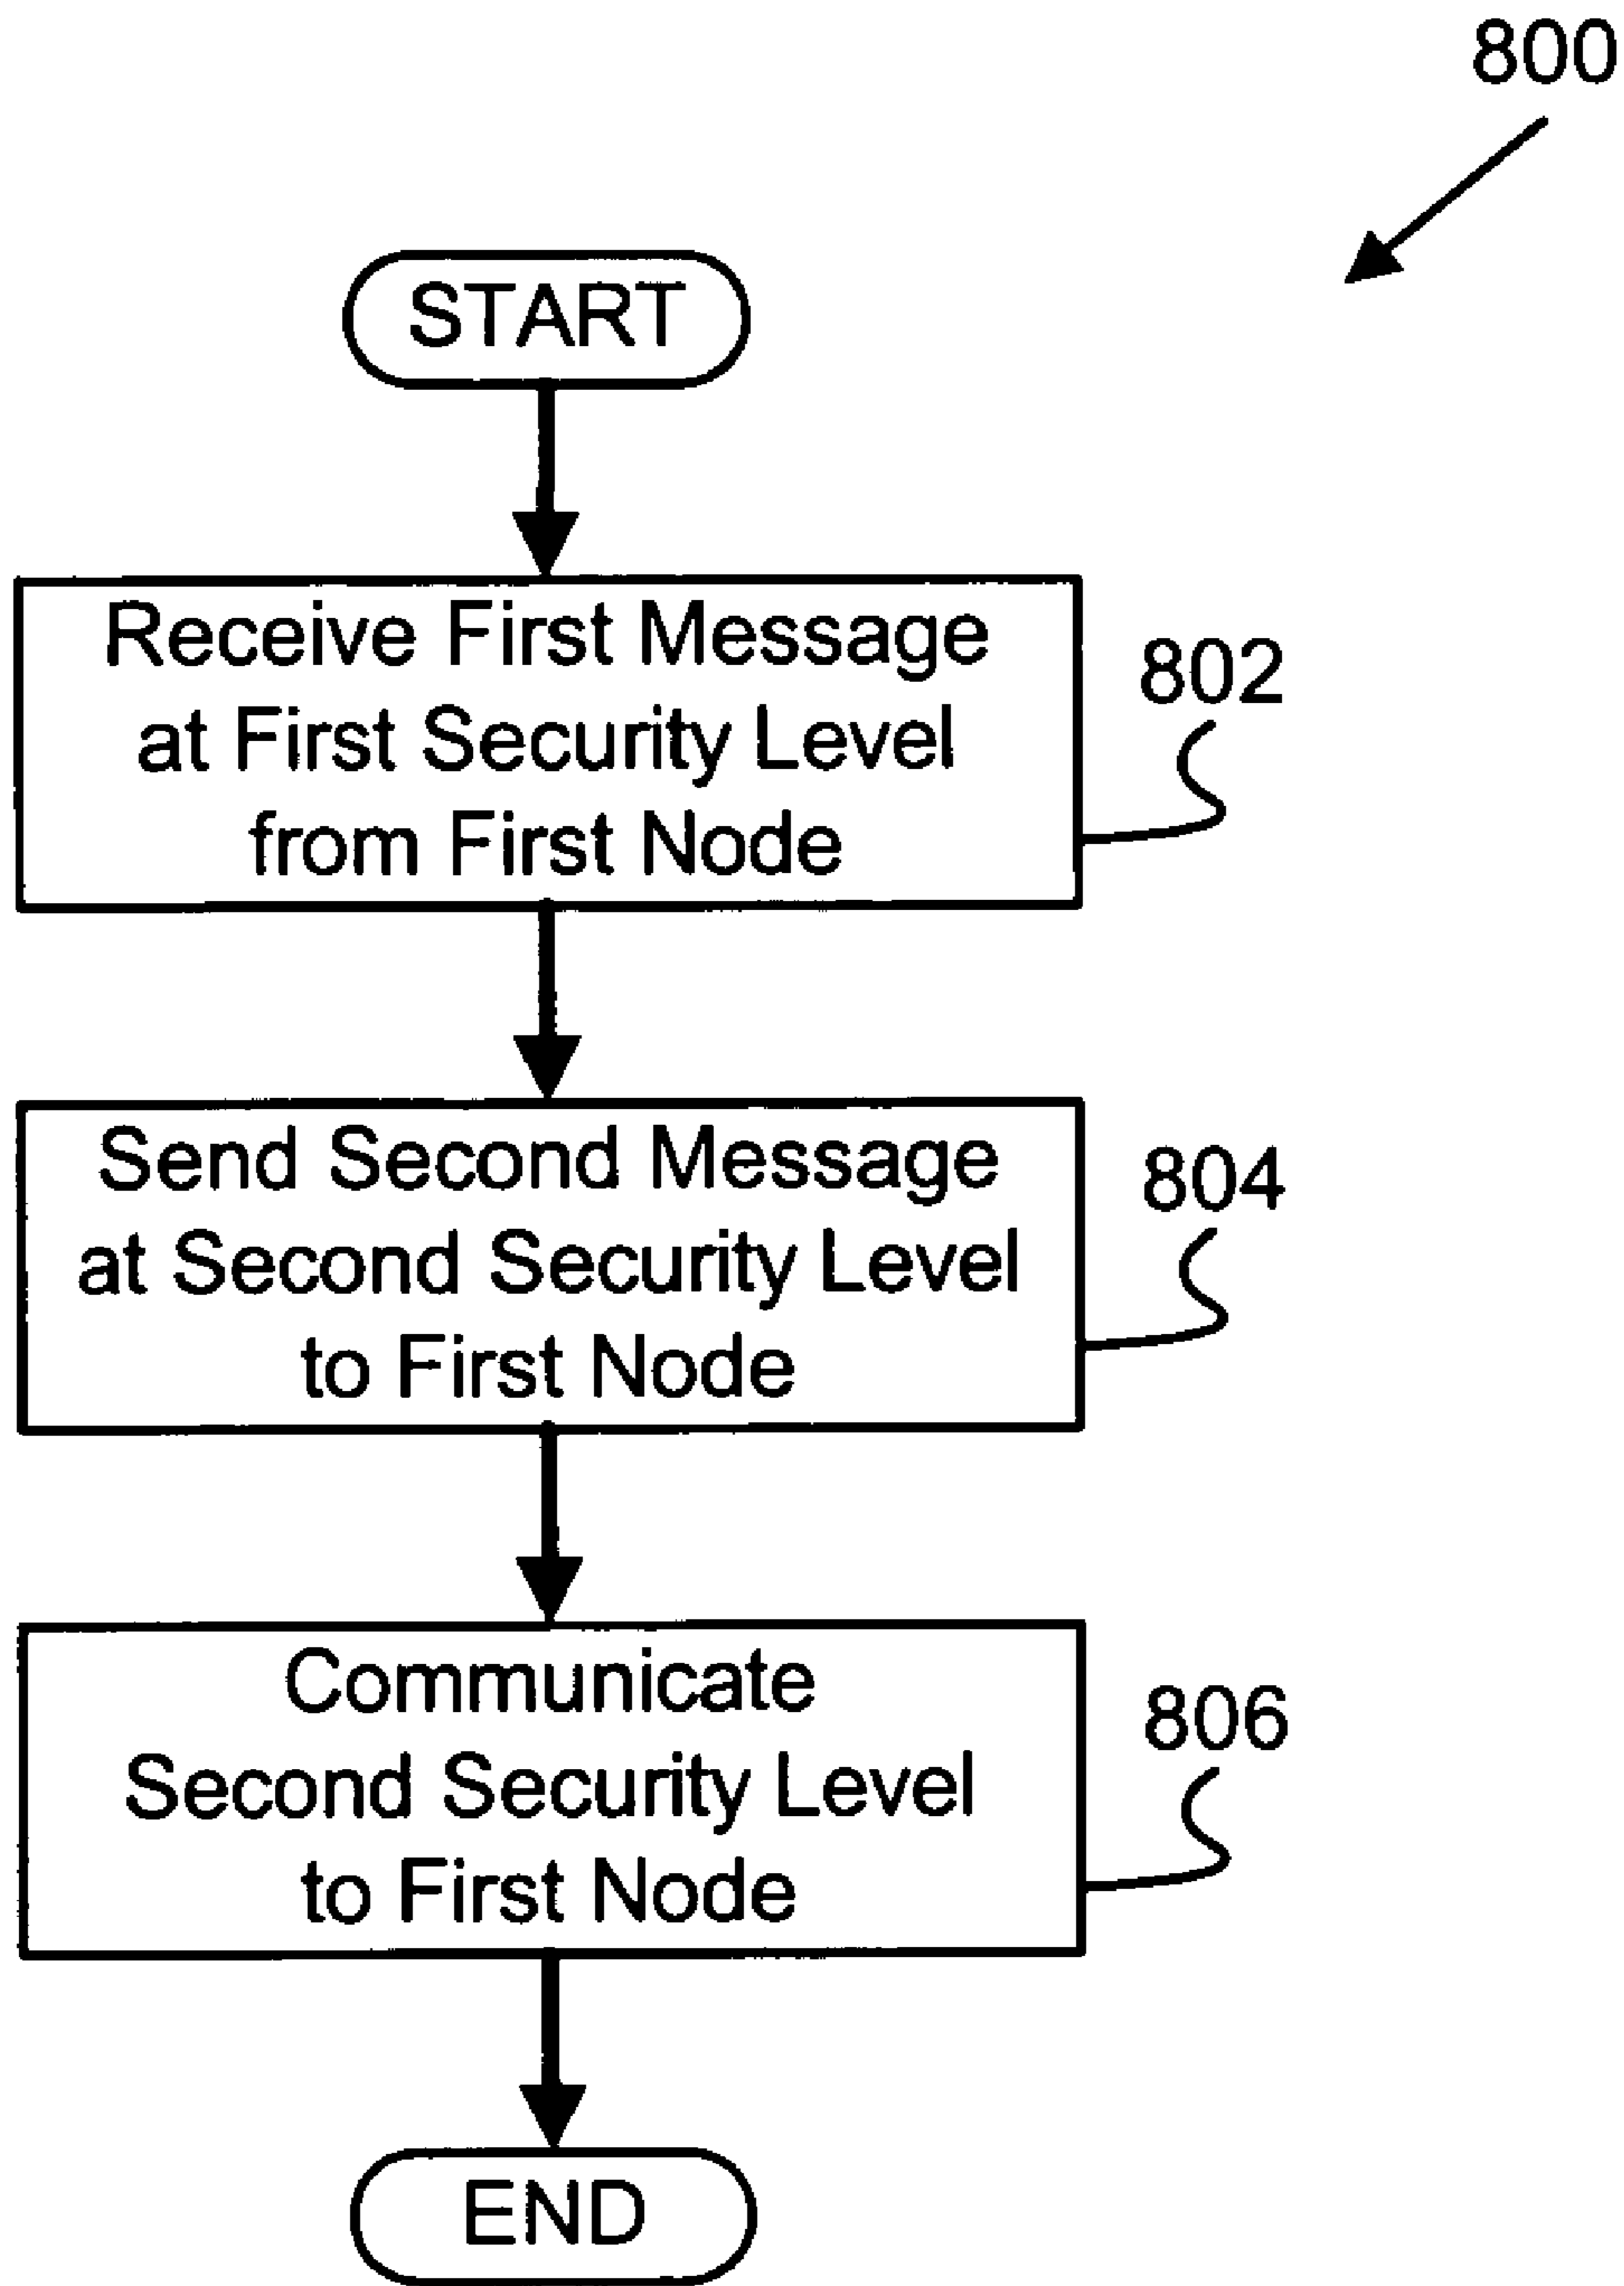 800
START
Receive First Message
at First Security Level
from First Node
802
Send Second Message
at Second Security Level
to First Node
804
Communicate
Second Security Level
to First Node
806
END